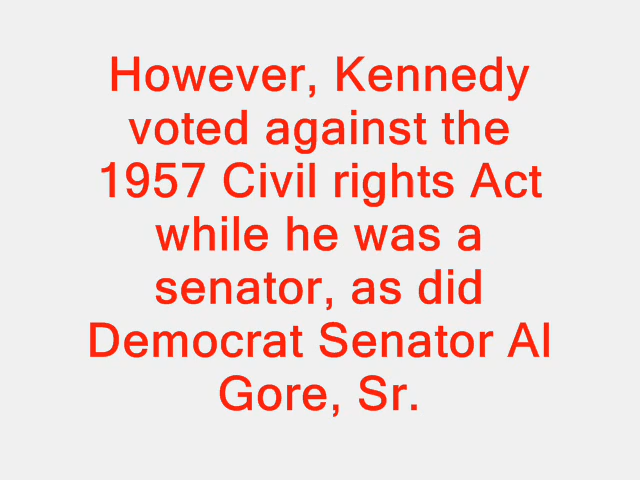 However, Kennedy
voted against the
1957 Civil rights Act
while he was a
senator, as did
Democrat Senator Al
Gore, Sr.